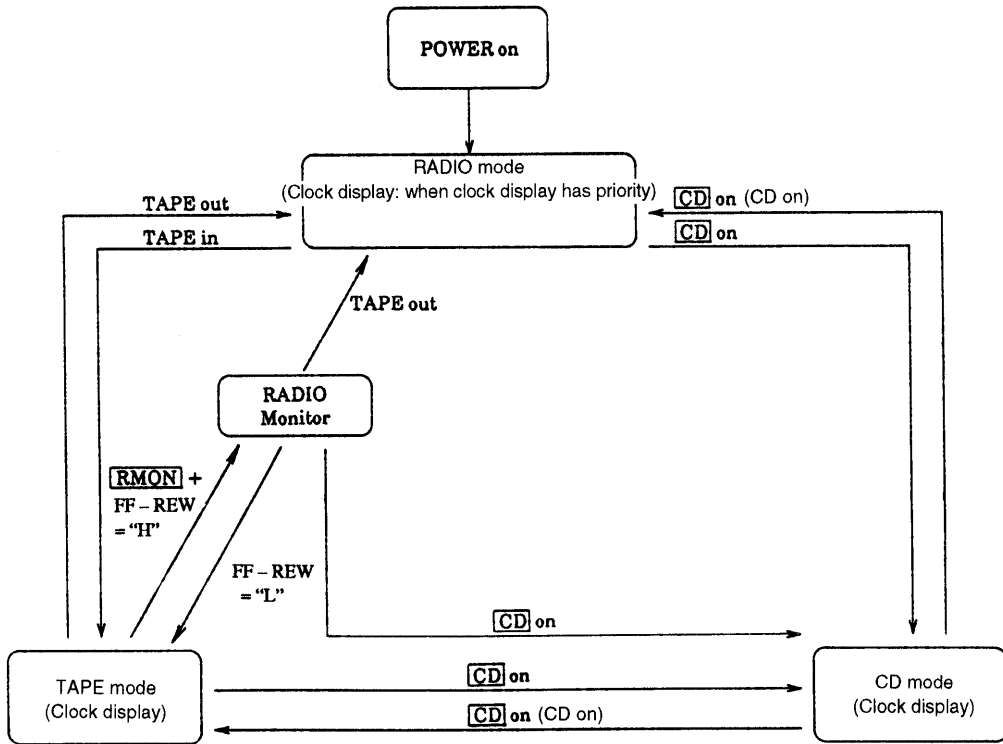 POWER on
RADIO mode
(Clock display: when clock display has priority)
TAPE out
TAPE in
CD on (CD on)
CD on
TAPE out
RADIO
Monitor
RMON +
FF – REW
= “H”
FF – REW
= “L”
CD on
TAPE mode
(Clock display)
CD on
CD on (CD on)
CD mode
(Clock display)